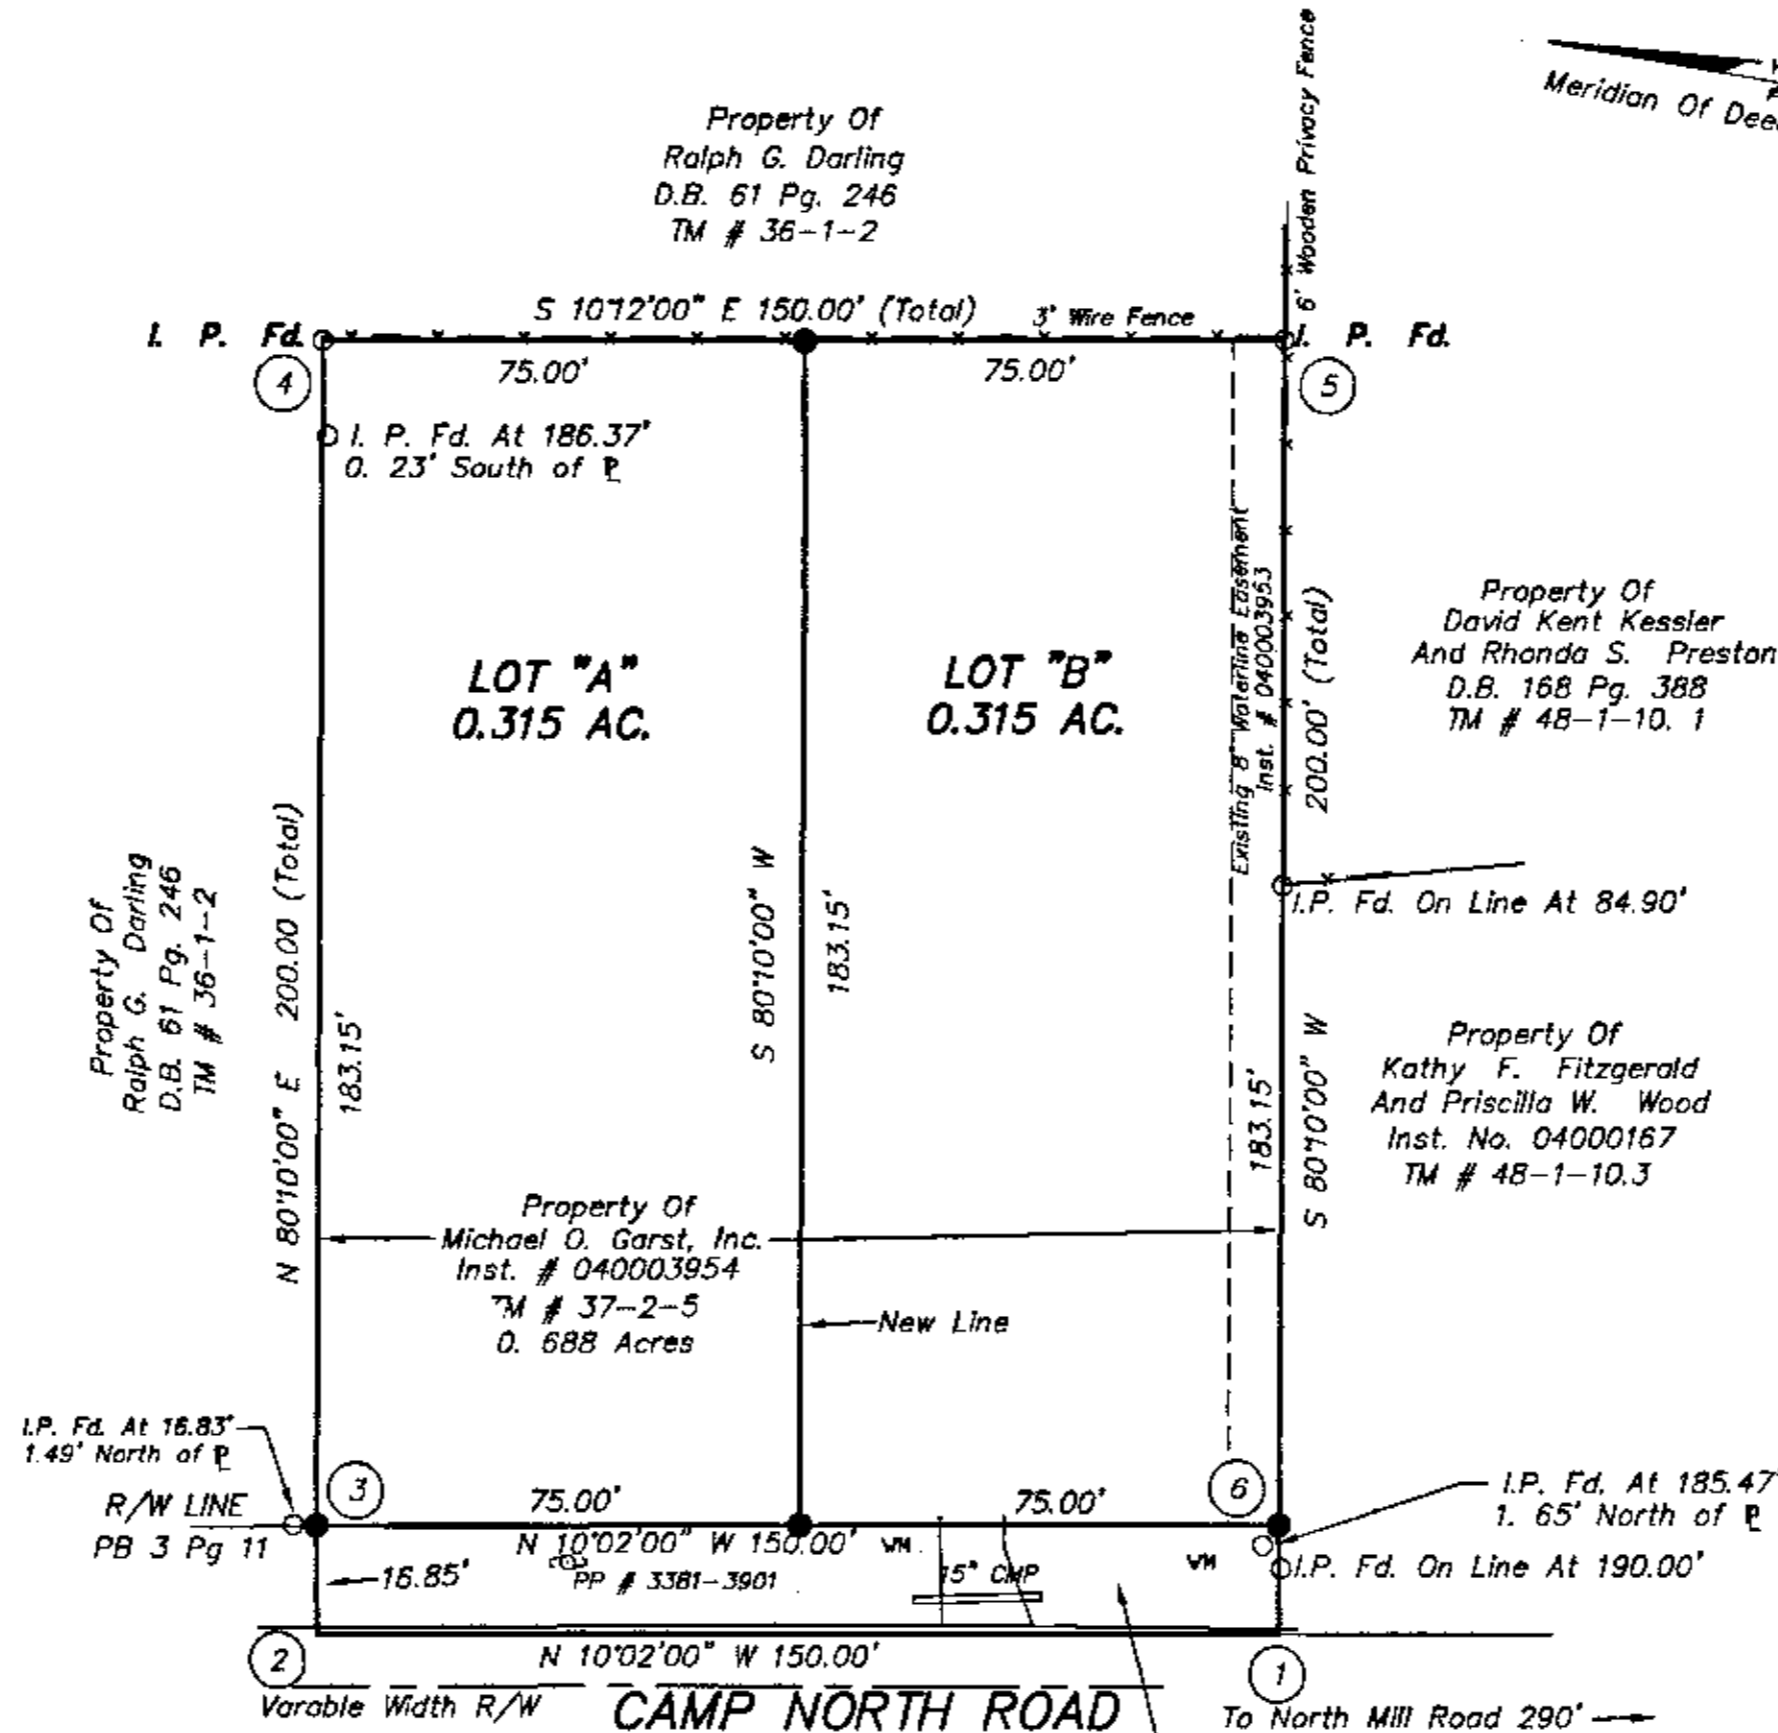 6' Wooden Privacy Fence
Meridian Of
Property Of
Ralph G. Darling
D.B. 61 Pg. 246
TM # 36-1-2
S 10°12'00" E 150.00' (Total)
3' Wire Fence
I. P. Fd.
I. P. Fd.
4
75.00'
75.00'
5
I. P. Fd. At 186.37'
0. 23' South of PL
Existing 8' Waterline Easement
Inst. # 040003953
200.00' (Total)
Property Of
David Kent Kessler
And Rhonda S. Preston
D.B. 168 Pg. 388
TM # 48-1-10. 1
LOT "A"
0.315 AC.
LOT "B"
0.315 AC.
Property Of
Ralph G. Darling
D.B. 61 Pg. 246
TM # 36-1-2
N 80°10'00" E 200.00 (Total)
183.15'
S 80°10'00" W
183.15'
I.P. Fd. On Line At 84.90'
183.15'
S 80°10'00" W
Property Of
Kathy F. Fitzgerald
And Priscilla W. Wood
Inst. No. 04000167
TM # 48-1-10.3
Property Of
Michael O. Garst, Inc.
Inst. # 040003954
TM # 37-2-5
0. 688 Acres
New Line
I.P. Fd. At 16.83'
1.49' North of PL
R/W LINE
PB 3 Pg 11
3
75.00'
75.00'
6
I.P. Fd. At 185.47'
1. 65' North of PL
N 10°02'00" W 150.00'
WM
WM
I.P. Fd. On Line At 190.00'
16.85'
PP # 3381-3901
15" CMP
2
N 10°02'00" W 150.00'
1
Varable Width R/W
CAMP NORTH ROAD
To North Mill Road 290'